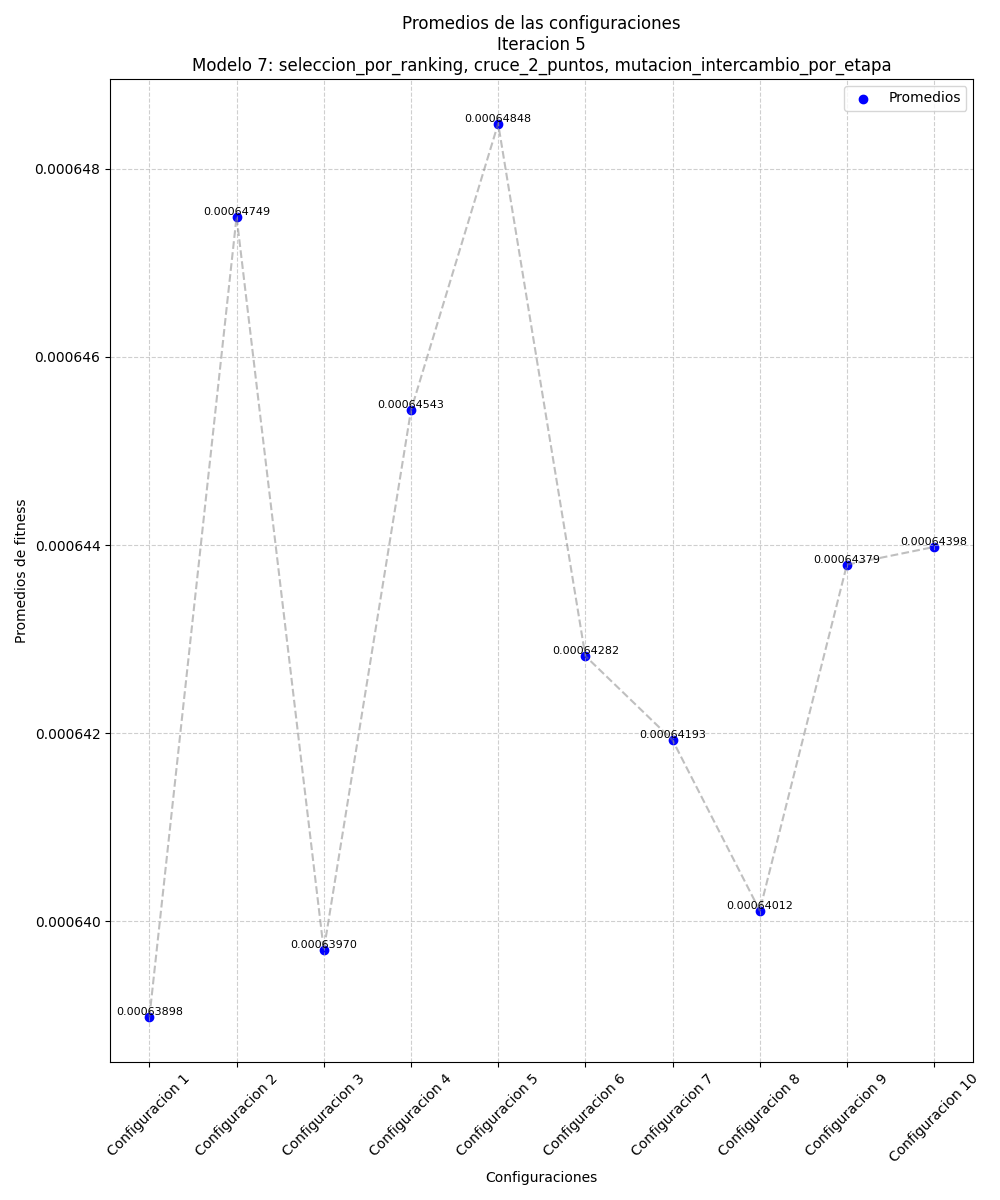 Promedios de las configuraciones
Iteracion 5
Modelo 7: seleccion_por_ranking, cruce_2_puntos, mutacion_intercambio_por_etapa
Promedios
0.00064848
0.000648
0.00064749
0.000646
0.00064543
0.000644
0.00064398
0.00064379
0.00064282
0.000642
0.00064193
0.00064012
0.000640
0.00063970
0.00063898
Promedios de fitness
Configuracion 1
Configuracion 2
Configuracion 3
Configuracion 4
Configuracion 5
Configuracion 6
Configuracion 7
Configuracion 8
Configuracion 9
Configuracion 10
Configuraciones